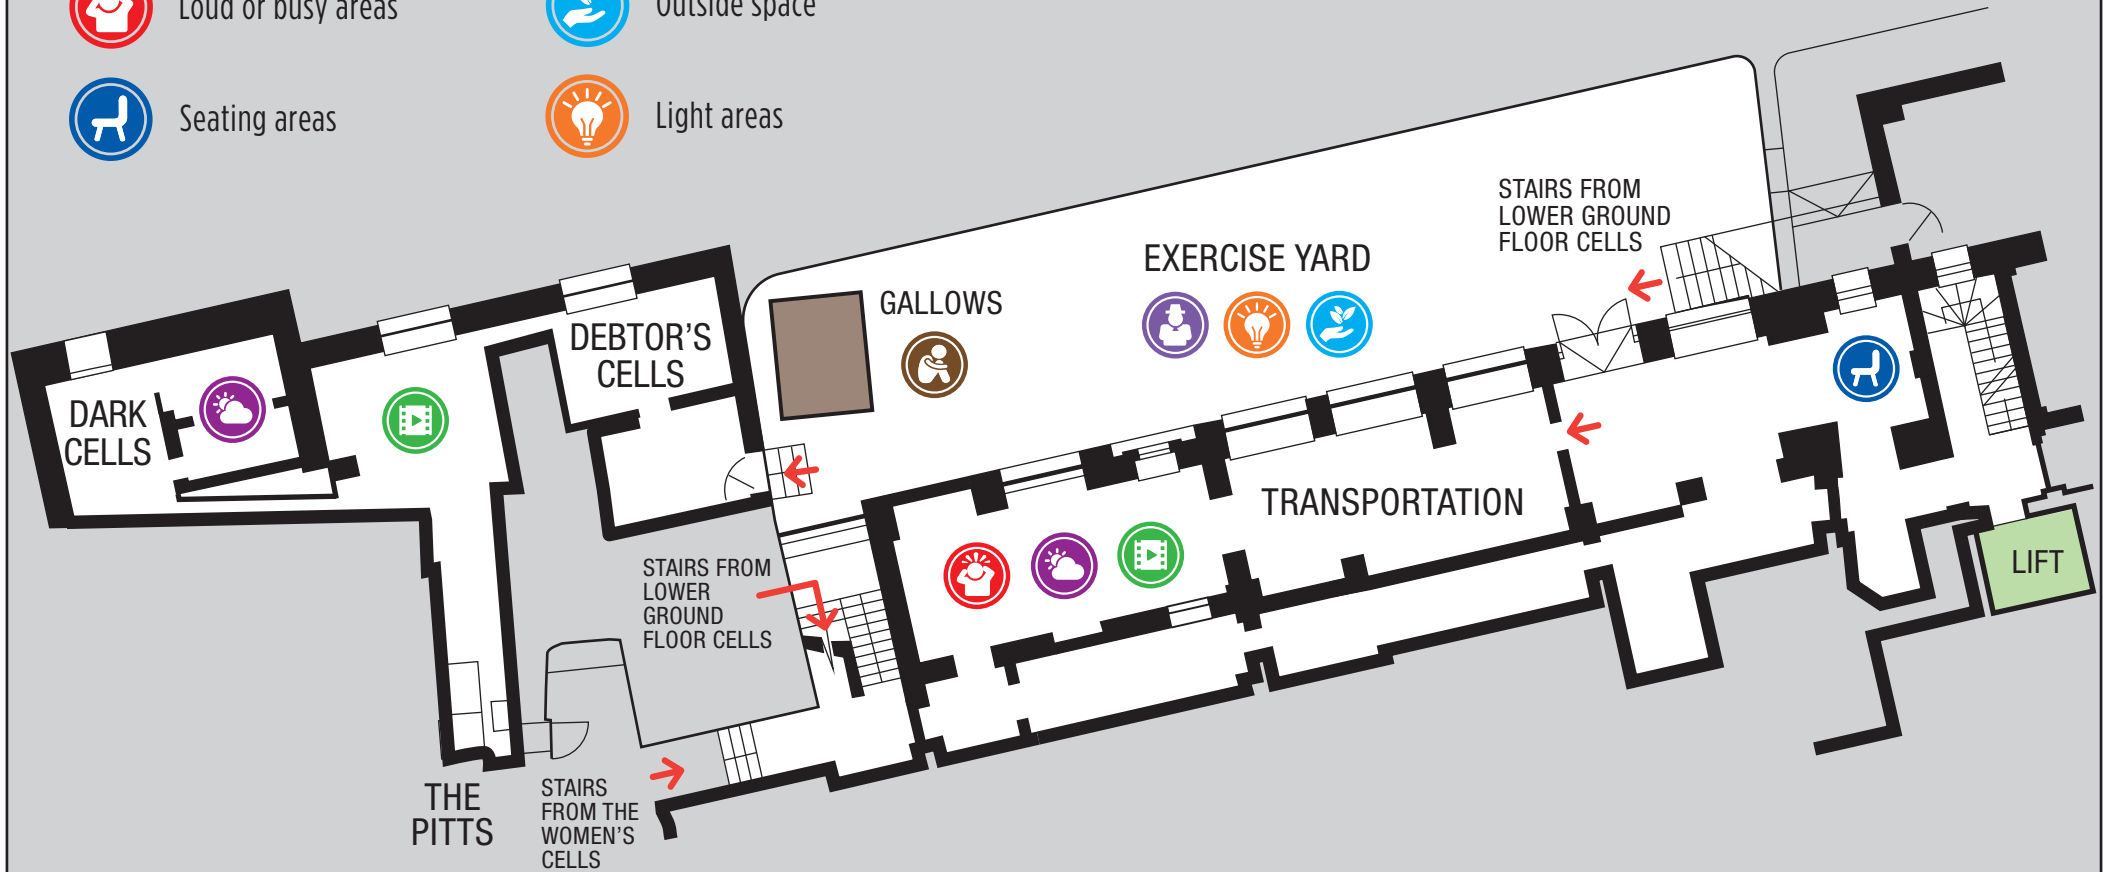 Loud or busy areas
Outside space
Seating areas
Light areas
STAIRS FROM
LOWER GROUND
FLOOR CELLS
EXERCISE YARD
GALLOWS
DEBTOR'S
CELLS
DARK
CELLS
TRANSPORTATION
STAIRS FROM
LOWER
GROUND
FLOOR CELLS
LIFT
THE
PITTS
STAIRS
FROM THE
WOMEN'S
CELLS